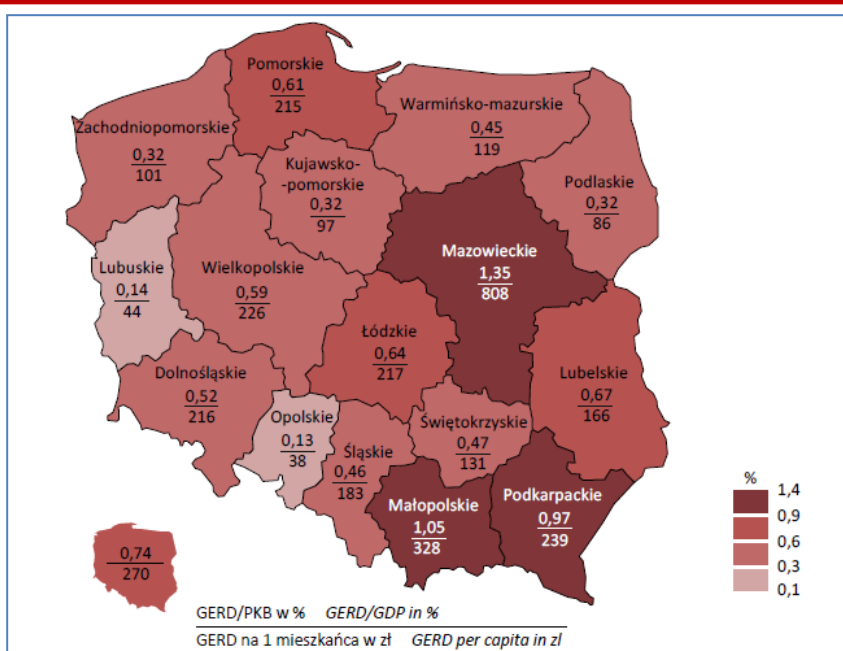 Pomorskie
0,61
215
Warmińsko-mazurskie
0,45
119
Zachodniopomorskie
0,32
101
Kujawsko-
-pomorskie
0,32
97
Podlaskie
0,32
86
Mazowieckie
1,35
808
Lubuskie
0,14
44
Wielkopolskie
0,59
226
Łódzkie
0,64
217
Lubelskie
0,67
166
Dolnośląskie
0,52
216
Opolskie
0,13
38
Śląskie
0,46
183
Świętokrzyskie
0,47
131
Małopolskie
1,05
328
Podkarpackie
0,97
239
%
1,4
0,9
0,6
0,3
0,1
0,74
270
GERD/PKB w % GERD/GDP in %
GERD na 1 mieszkańca w zł GERD per capita in zl